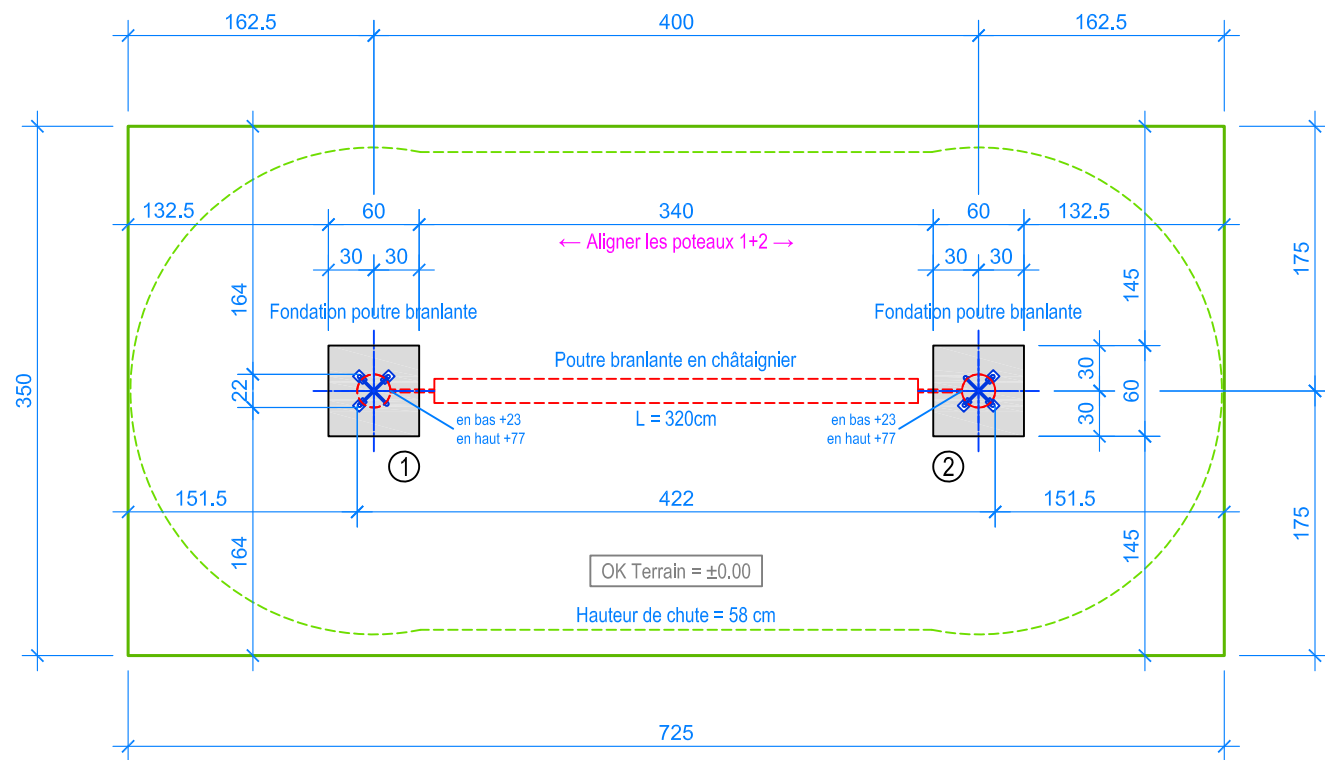 162.5
400
162.5
132.5
60
340
60
132.5
← Aligner les poteaux 1+2 →
30
30
30
30
175
145
164
Fondation poutre branlante
Fondation poutre branlante
Poutre branlante en châtaignier
350
22
30
60
30
en bas +23
en haut +77
L = 320cm
en bas +23
en haut +77
1
2
151.5
422
151.5
164
145
175
OK Terrain = ±0.00
Hauteur de chute = 58 cm
725